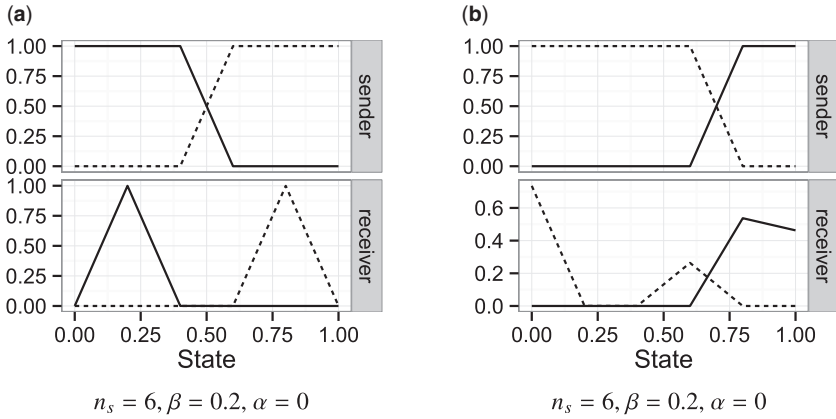 (a)
1.00
0.75
0.50
0.25
0.00
sender
1.00
0.75
0.50
0.25
0.00
receiver
0.00 0.25 0.50 0.75 1.00
State
n_s = 6, β = 0.2, α = 0
(b)
1.00
0.75
0.50
0.25
0.00
sender
0.6
0.4
0.2
0.0
receiver
0.00 0.25 0.50 0.75 1.00
State
n_s = 6, β = 0.2, α = 0